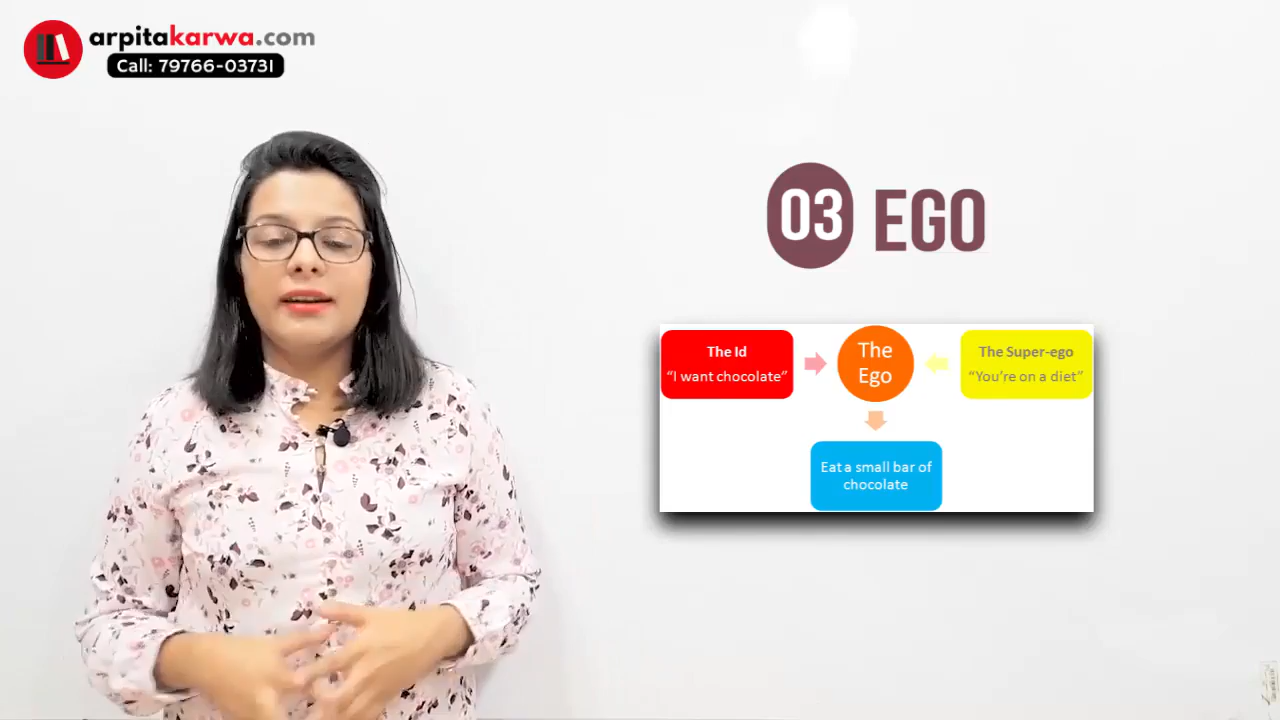 arpitakarwa.com
Call: 79766-03731
03 EGO
The Id
“I want chocolate”
The
Ego
The Super-ego
“You’re on a diet”
Eat a small bar of
chocolate